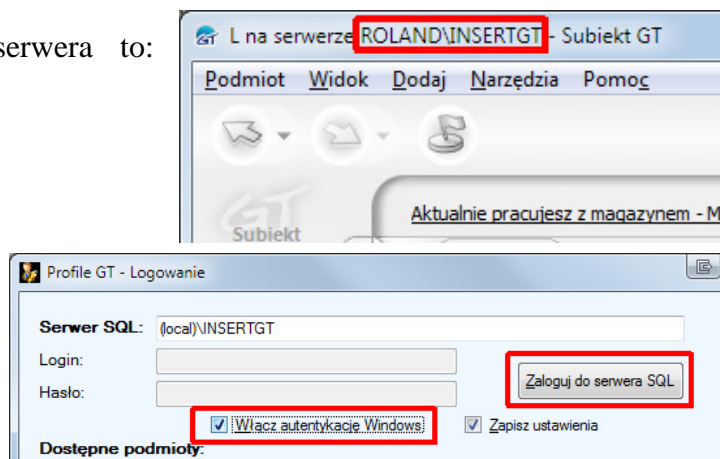 serwera to:
L na serwerze ROLAND\INSERTGT - Subiekt GT
Podmiot Widok Dodaj Narzędzia Pomoc
GT
Subiekt
Aktualnie pracujesz z magazynem - M
Profile GT - Logowanie
Serwer SQL: (local)\INSERTGT
Login:
Hasło:
Zaloguj do serwera SQL
Włącz autentykację Windows Zapisz ustawienia
Dostępne podmioty: